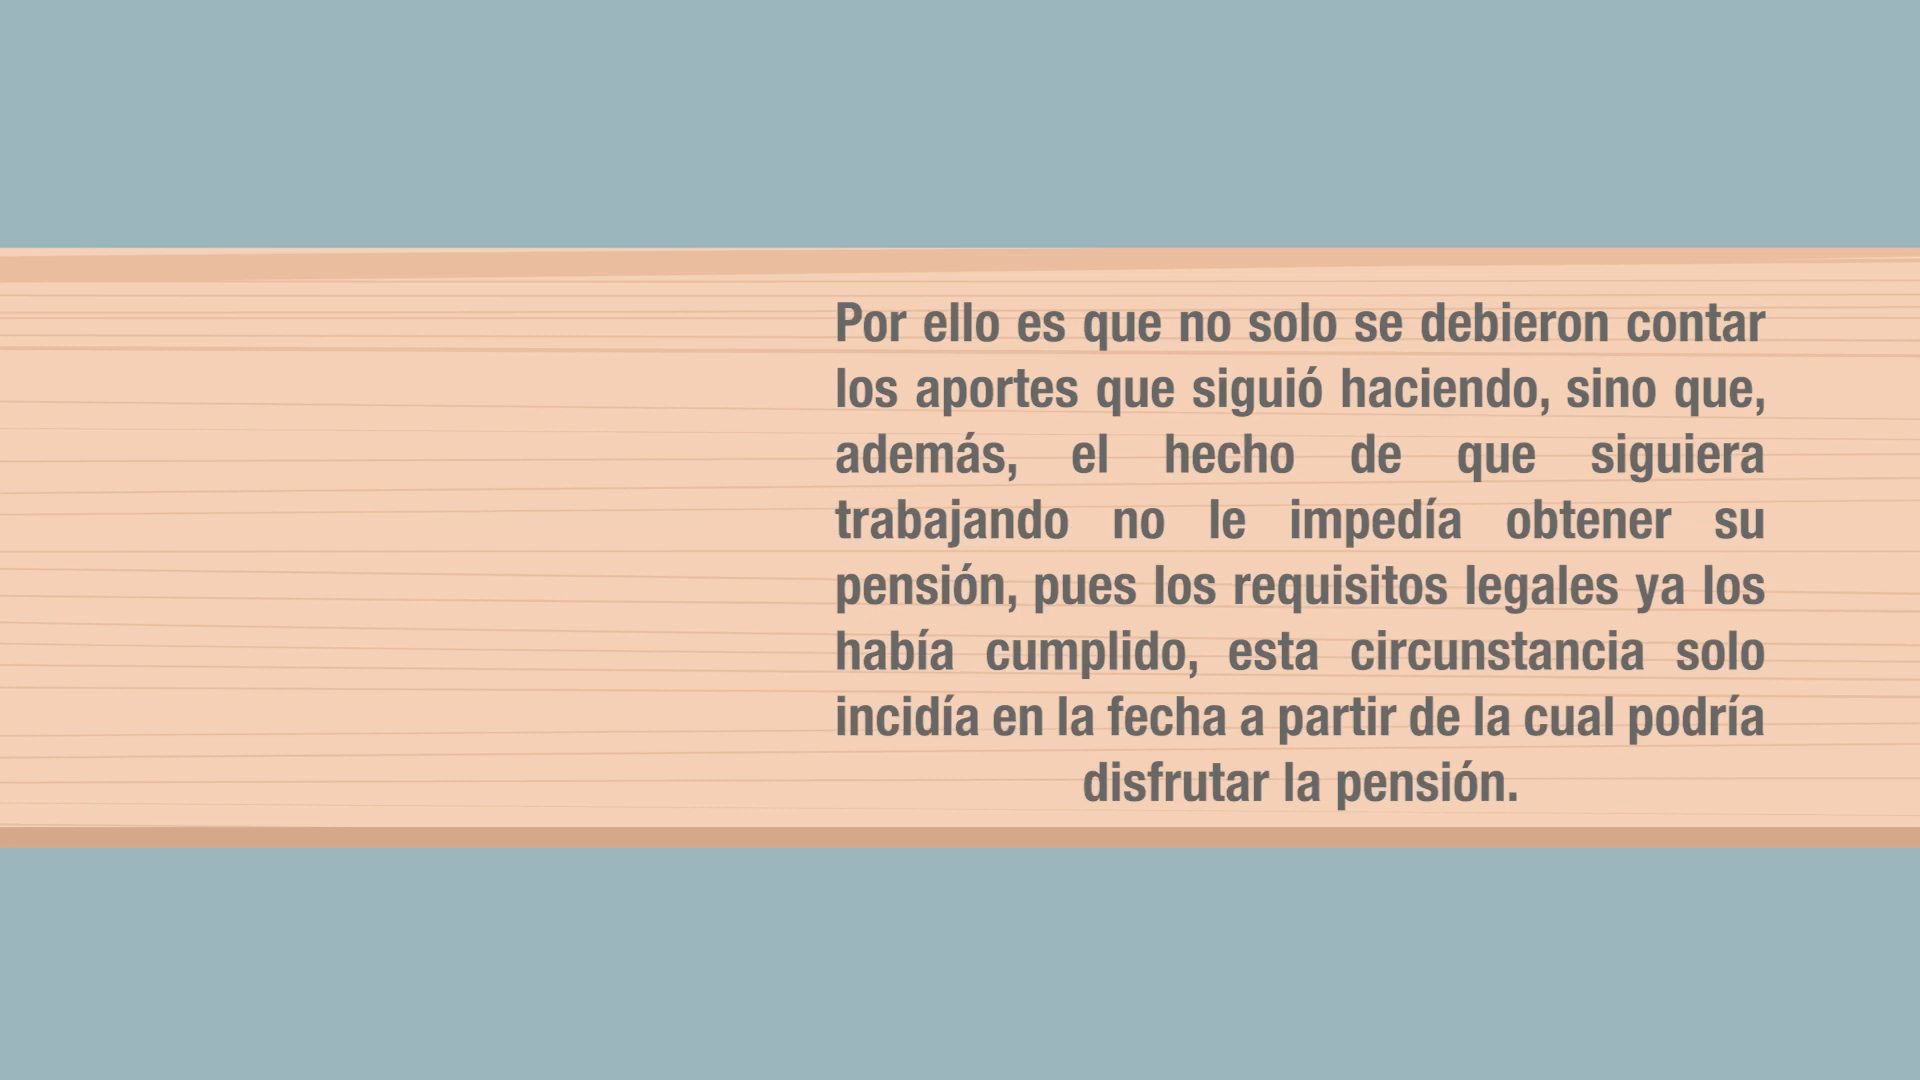 Por ello es que no solo se debieron contar
los aportes que siguió haciendo, sino que,
además, el hecho de que siguiera
trabajando no le impedía obtener su
pensión, pues los requisitos legales ya los
había cumplido, esta circunstancia solo
incidía en la fecha a partir de la cual podría
disfrutar la pensión.